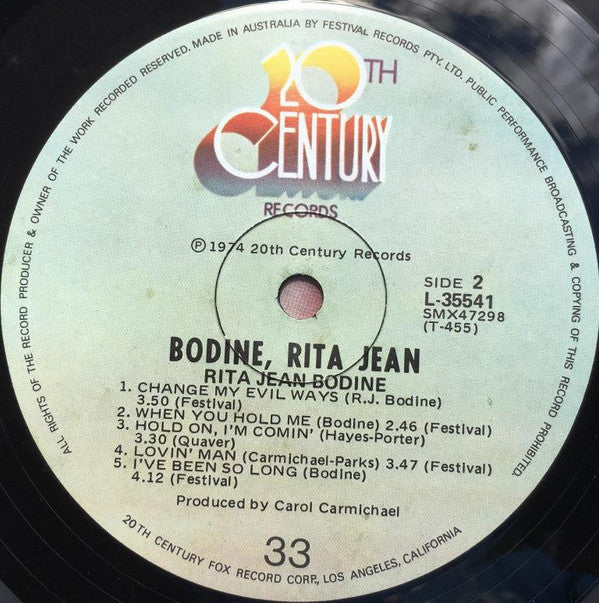 ALL RIGHTS OF THE RECORD PRODUCER & OWNER OF THE WORK RECORDED RESERVED. MADE IN AUSTRALIA BY FESTIVAL RECORDS PTY. LTD. PUBLIC PERFORMANCE BROADCASTING & COPYING OF THIS RECORD PROHIBITED.
20TH
CENTURY
RECORDS
Ⓟ 1974 20th Century Records
SIDE 2
L-35541
SMX47298
(T-455)
BODINE, RITA JEAN
RITA JEAN BODINE
1. CHANGE MY EVIL WAYS (R.J. Bodine)
3.50 (Festival)
2. WHEN YOU HOLD ME (Bodine) 2.46 (Festival)
3. HOLD ON, I'M COMIN' (Hayes-Porter)
3.30 (Quaver)
4. LOVIN' MAN (Carmichael-Parks) 3.47 (Festival)
5. I'VE BEEN SO LONG (Bodine)
4.12 (Festival)
Produced by Carol Carmichael
33
20TH CENTURY FOX RECORD CORP., LOS ANGELES, CALIFORNIA